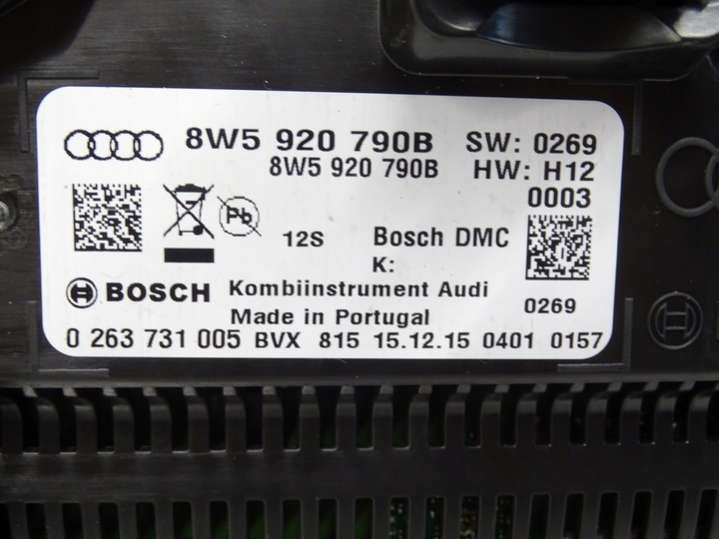 8W5 920 790B SW: 0269
8W5 920 790B HW: H12
0003
Pb
12S Bosch DMC
K:
BOSCH Kombiinstrument Audi 0269
Made in Portugal
0 263 731 005 BVX 815 15.12.15 0401 0157